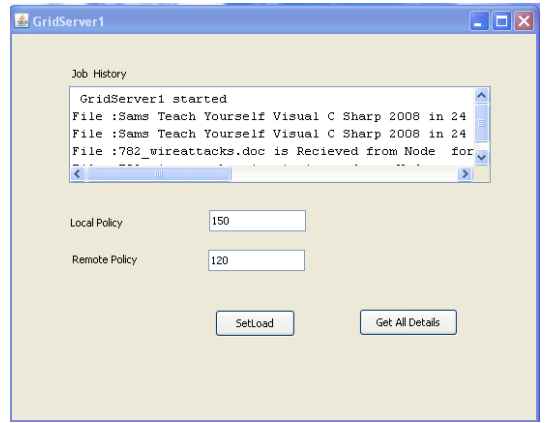 GridServer1
Job History
GridServer1 started
File :Sams Teach Yourself Visual C Sharp 2008 in 24
File :Sams Teach Yourself Visual C Sharp 2008 in 24
File :782_wireattacks.doc is Recieved from Node for
Local Policy
150
Remote Policy
120
SetLoad
Get All Details